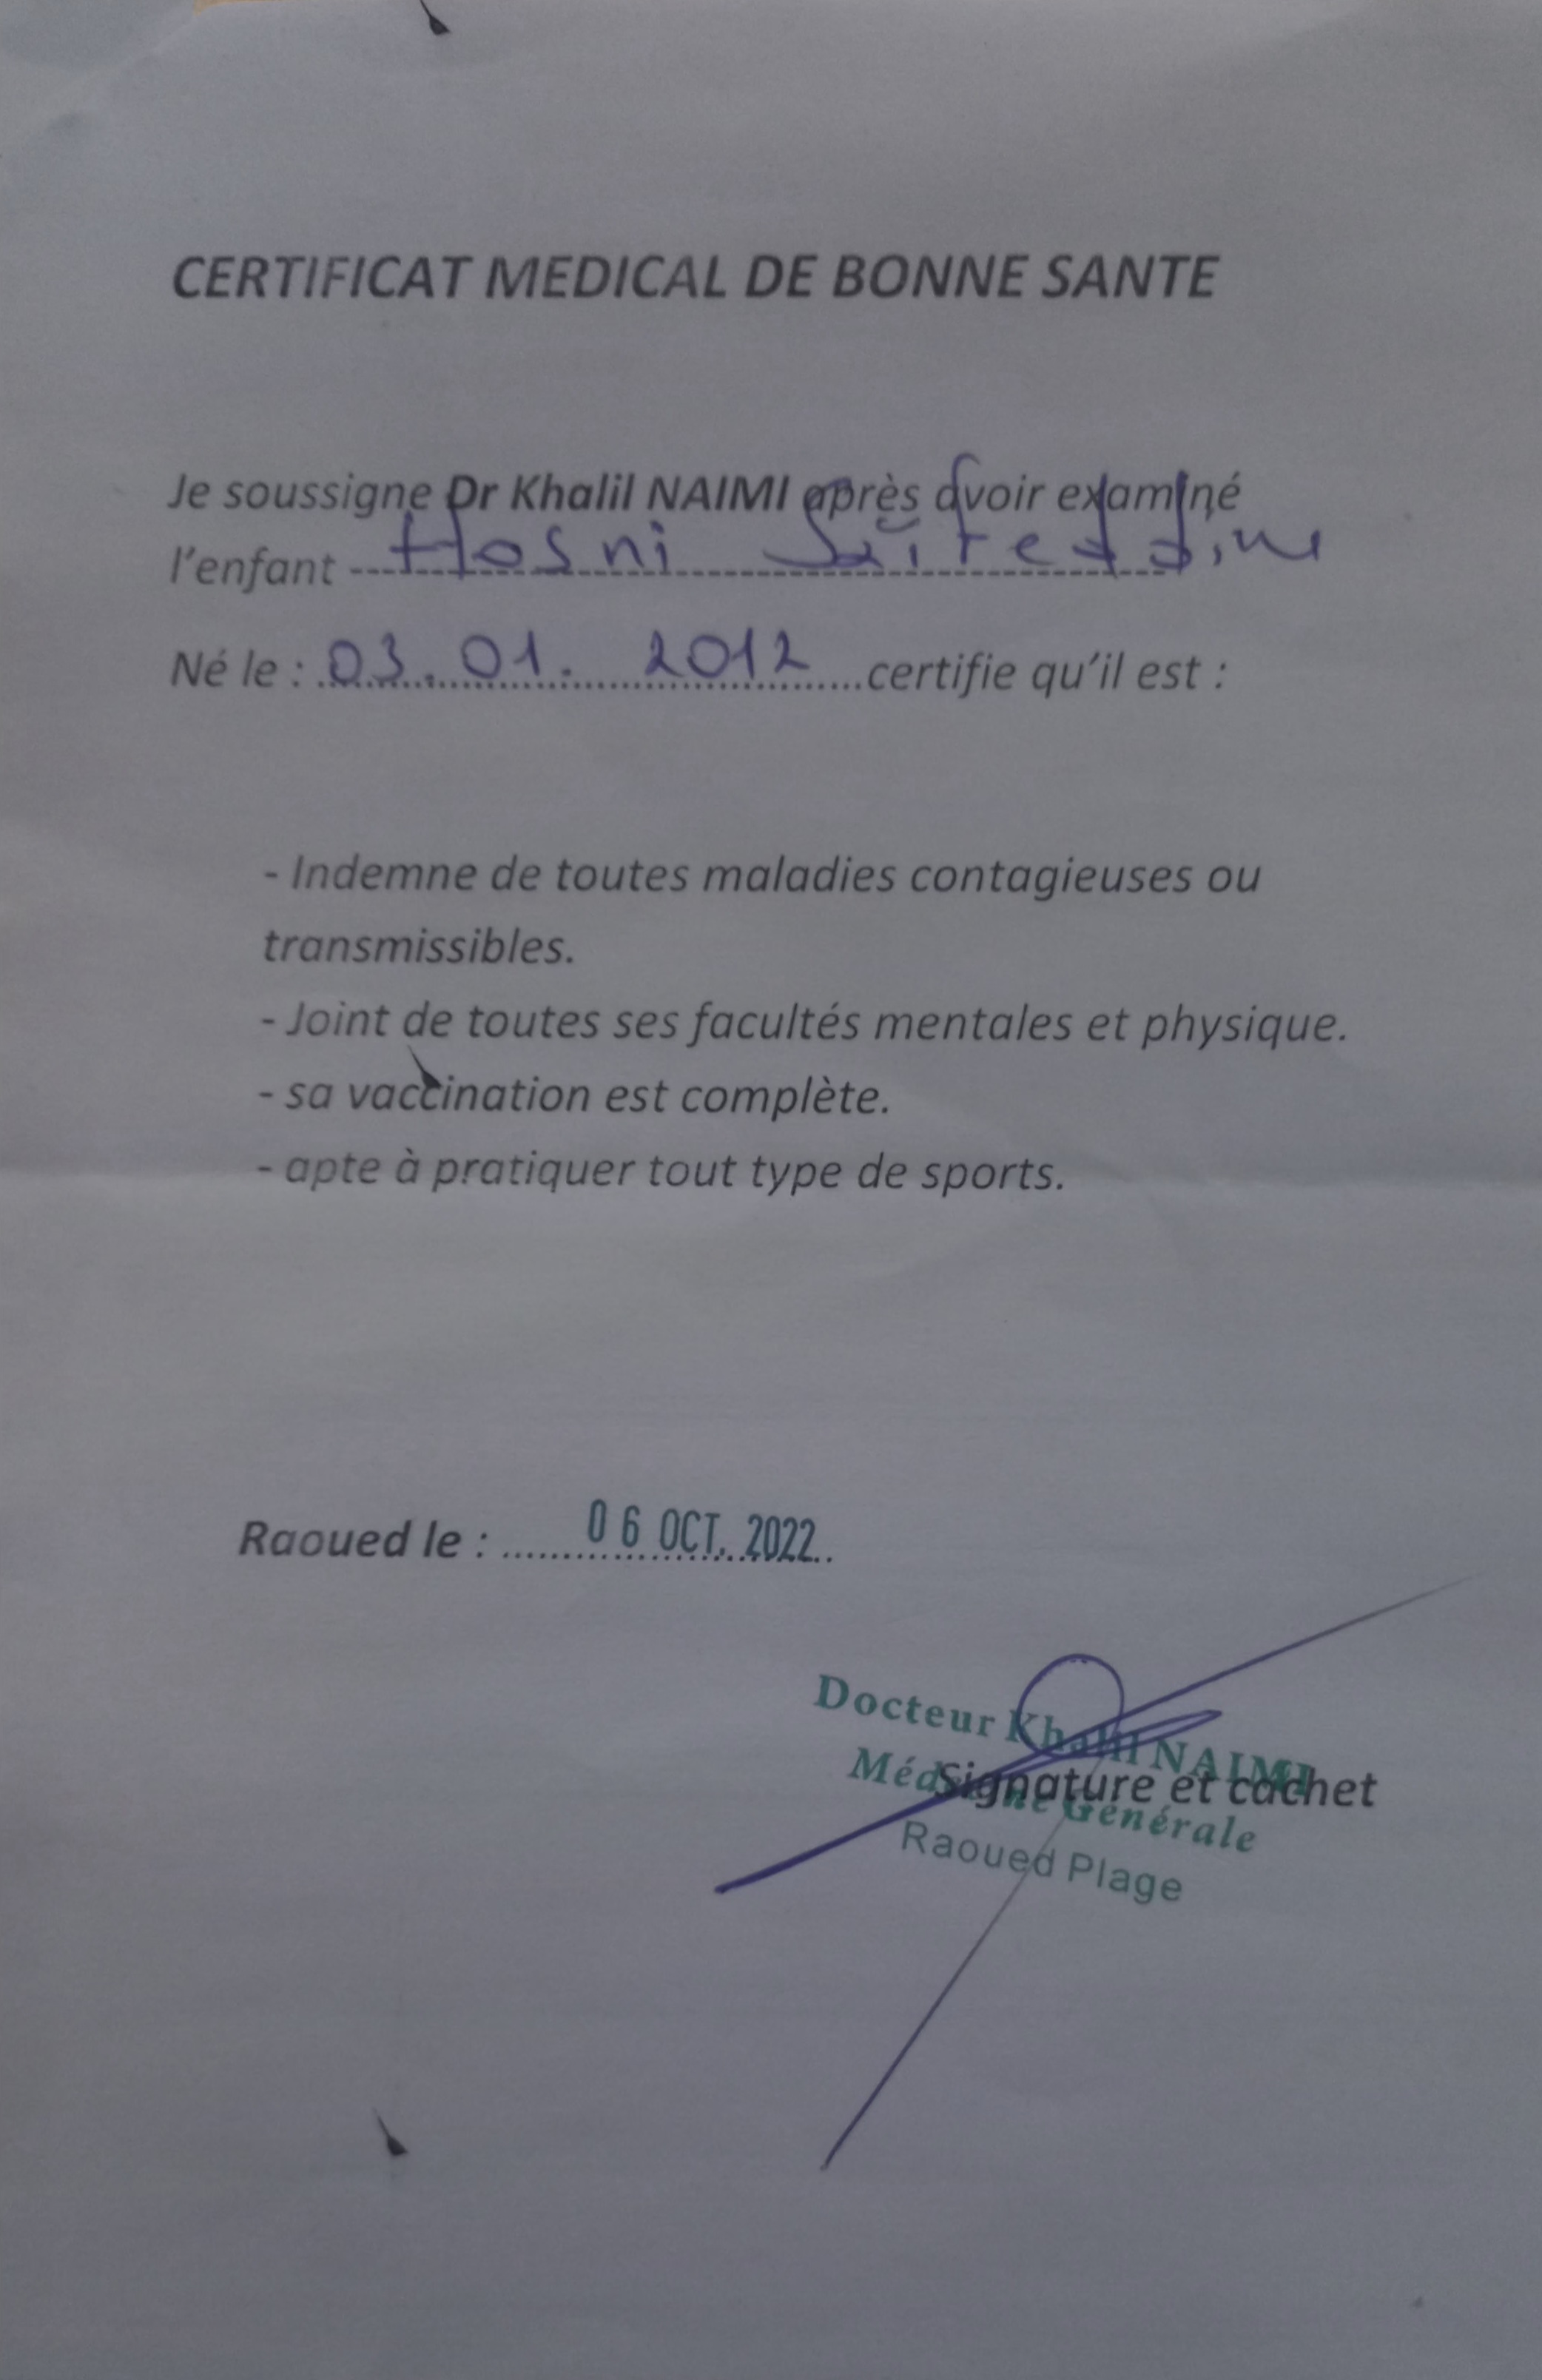 CERTIFICAT MEDICAL DE BONNE SANTE
Je soussigne Dr Khalil NAIMI après avoir examiné
l'enfant Hosni Saifeddine
Né le : 03.01.2012 certifie qu'il est :
- Indemne de toutes maladies contagieuses ou
transmissibles.
- Joint de toutes ses facultés mentales et physique.
- sa vaccination est complète.
- apte à pratiquer tout type de sports.
Raoued le : 06 OCT. 2022
Docteur Khalil NAIMI
Signature et cachet
Médecine Générale
Raoued Plage